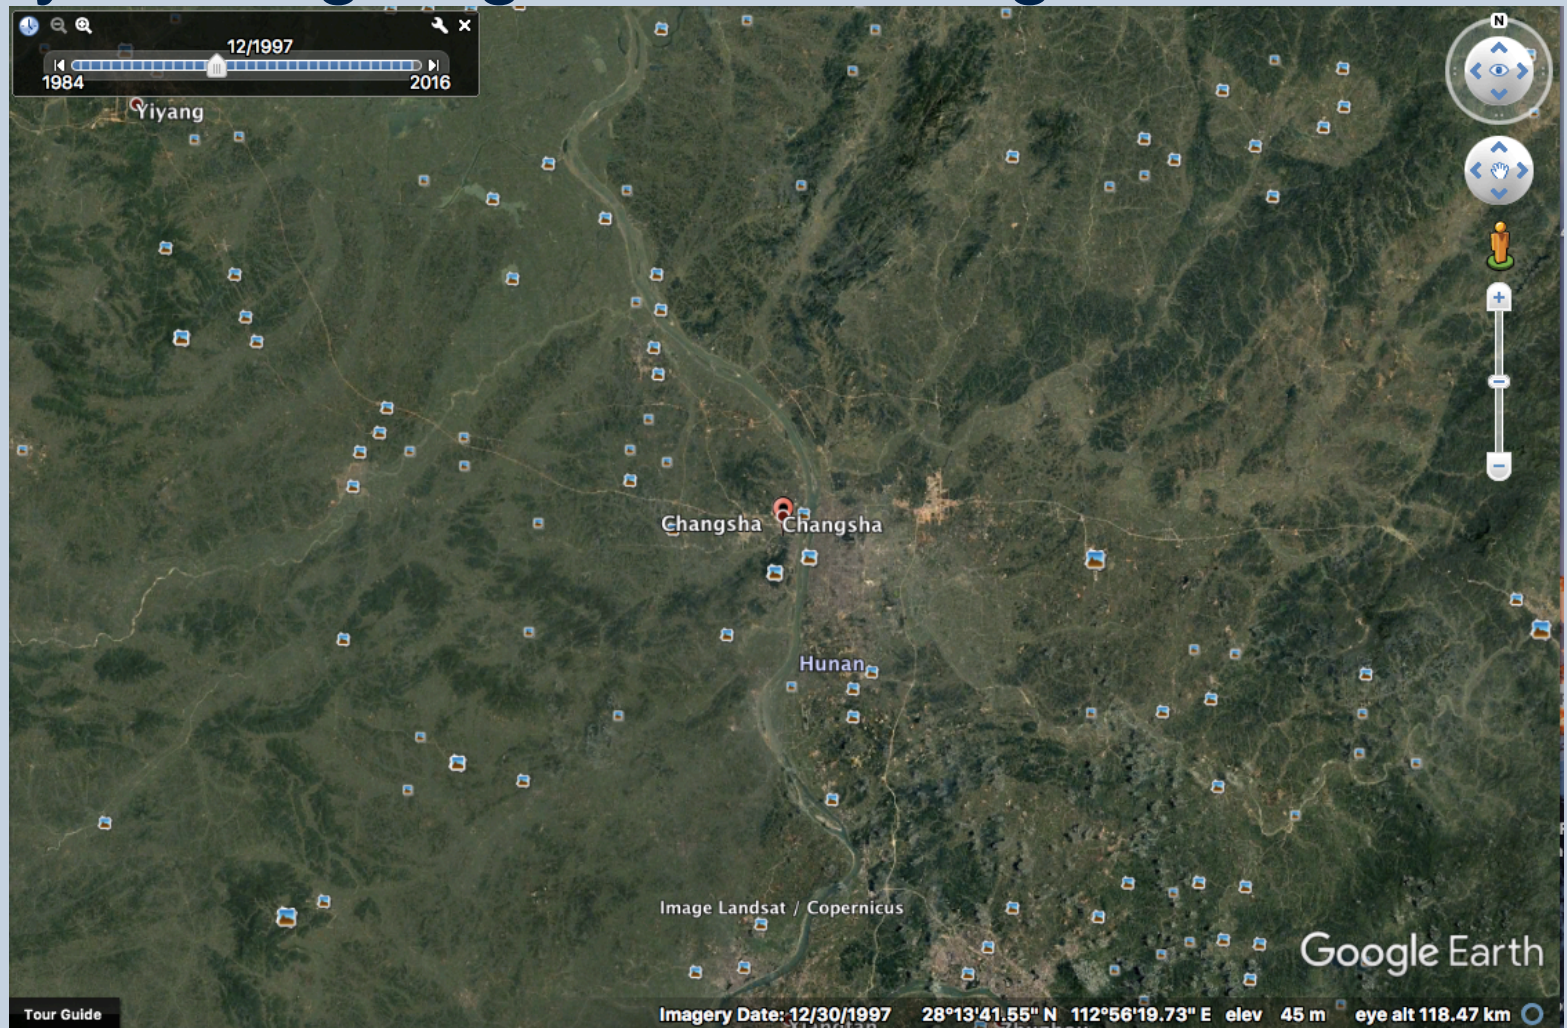 12/1997
1984 2016
N
Yiyang
Changsha Changsha
Hunan
Image Landsat / Copernicus
Google Earth
Tour Guide
Imagery Date: 12/30/1997 28°13'41.55" N 112°56'19.73" E elev 45 m eye alt 118.47 km